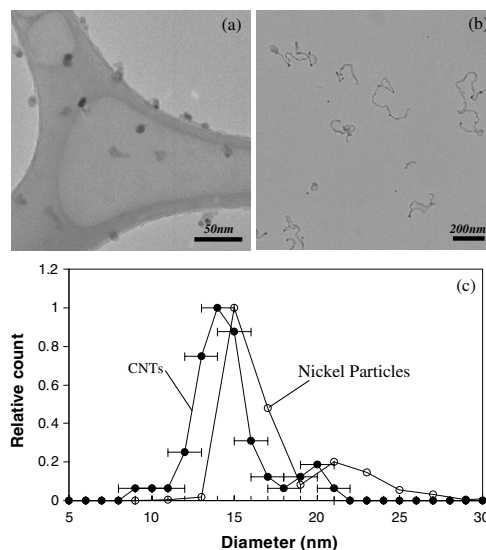 (a)
50nm
(b)
200nm
(c)
1.2
1
0.8
0.6
0.4
0.2
0
Relative count
CNTs
Nickel Particles
5
10
15
20
25
30
Diameter (nm)